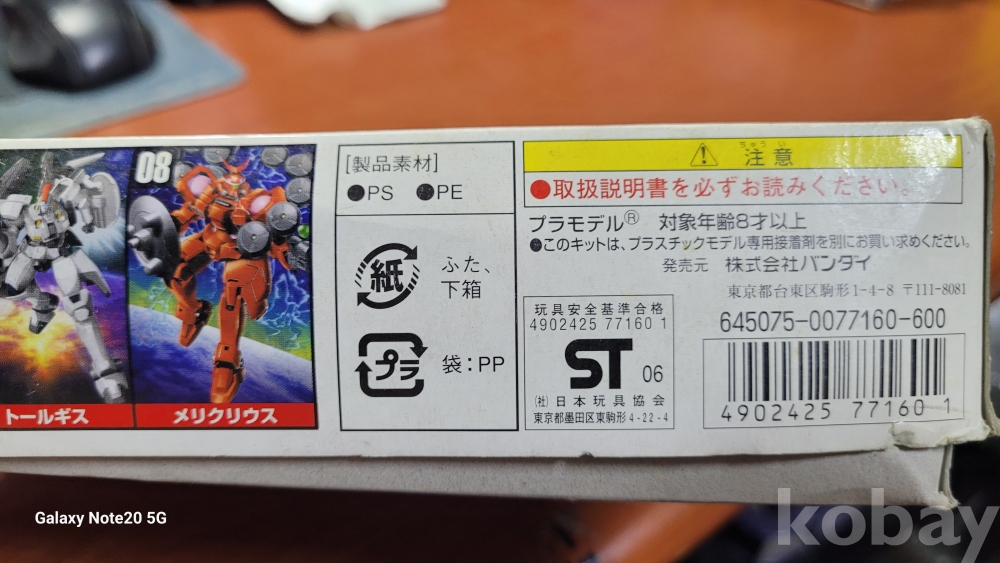 トールギス
08
メリクリウス
[製品素材]
●PS ●PE
紙
ふた、
下箱
プラ
袋:PP
ちゅうい
注意
●取扱説明書を必ずお読みください。
プラモデル® 対象年齢8才以上
●このキットは、プラスチックモデル専用接着剤を別にお買い求めください。
発売元 株式会社バンダイ
東京都台東区駒形1-4-8 〒111-8081
645075-0077160-600
玩具安全基準合格
4902425 77160 1
ST 06
(社)日本玩具協会
東京都墨田区東駒形4-22-4
4902425 77160 1
Galaxy Note20 5G
kobay